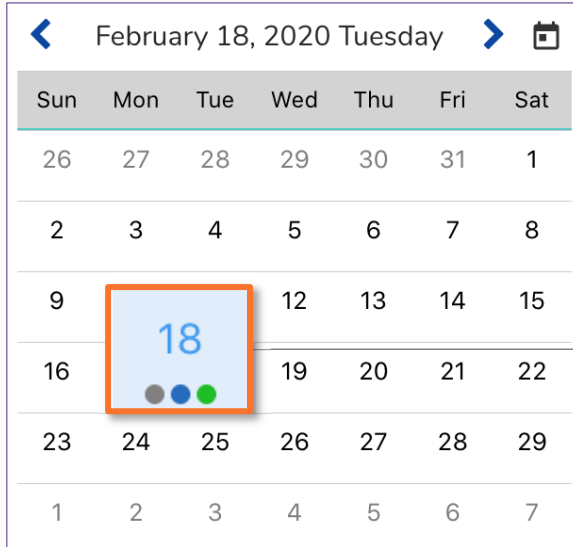 February 18, 2020 Tuesday
Sun Mon Tue Wed Thu Fri Sat
26 27 28 29 30 31 1
2 3 4 5 6 7 8
9 12 13 14 15
18
16 19 20 21 22
23 24 25 26 27 28 29
1 2 3 4 5 6 7